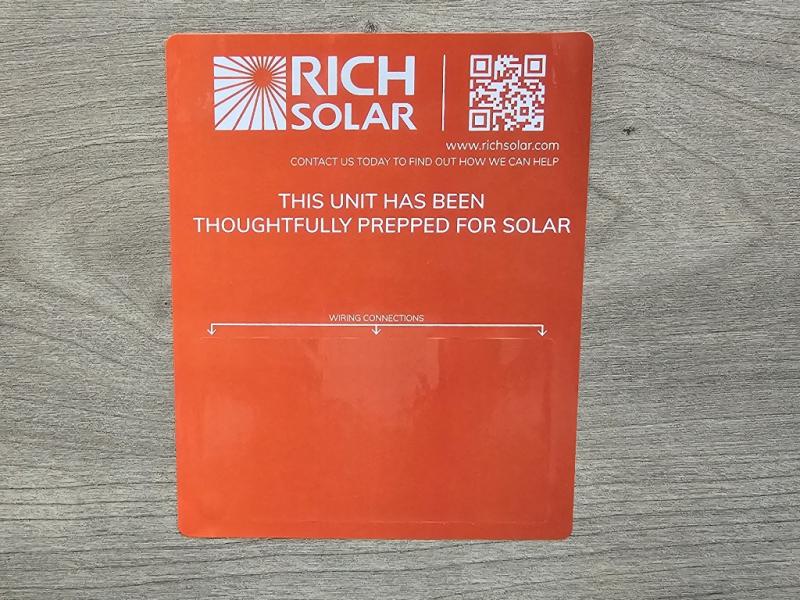 RICH
SOLAR
www.richsolar.com
CONTACT US TODAY TO FIND OUT HOW WE CAN HELP
THIS UNIT HAS BEEN
THOUGHTFULLY PREPPED FOR SOLAR
WIRING CONNECTIONS